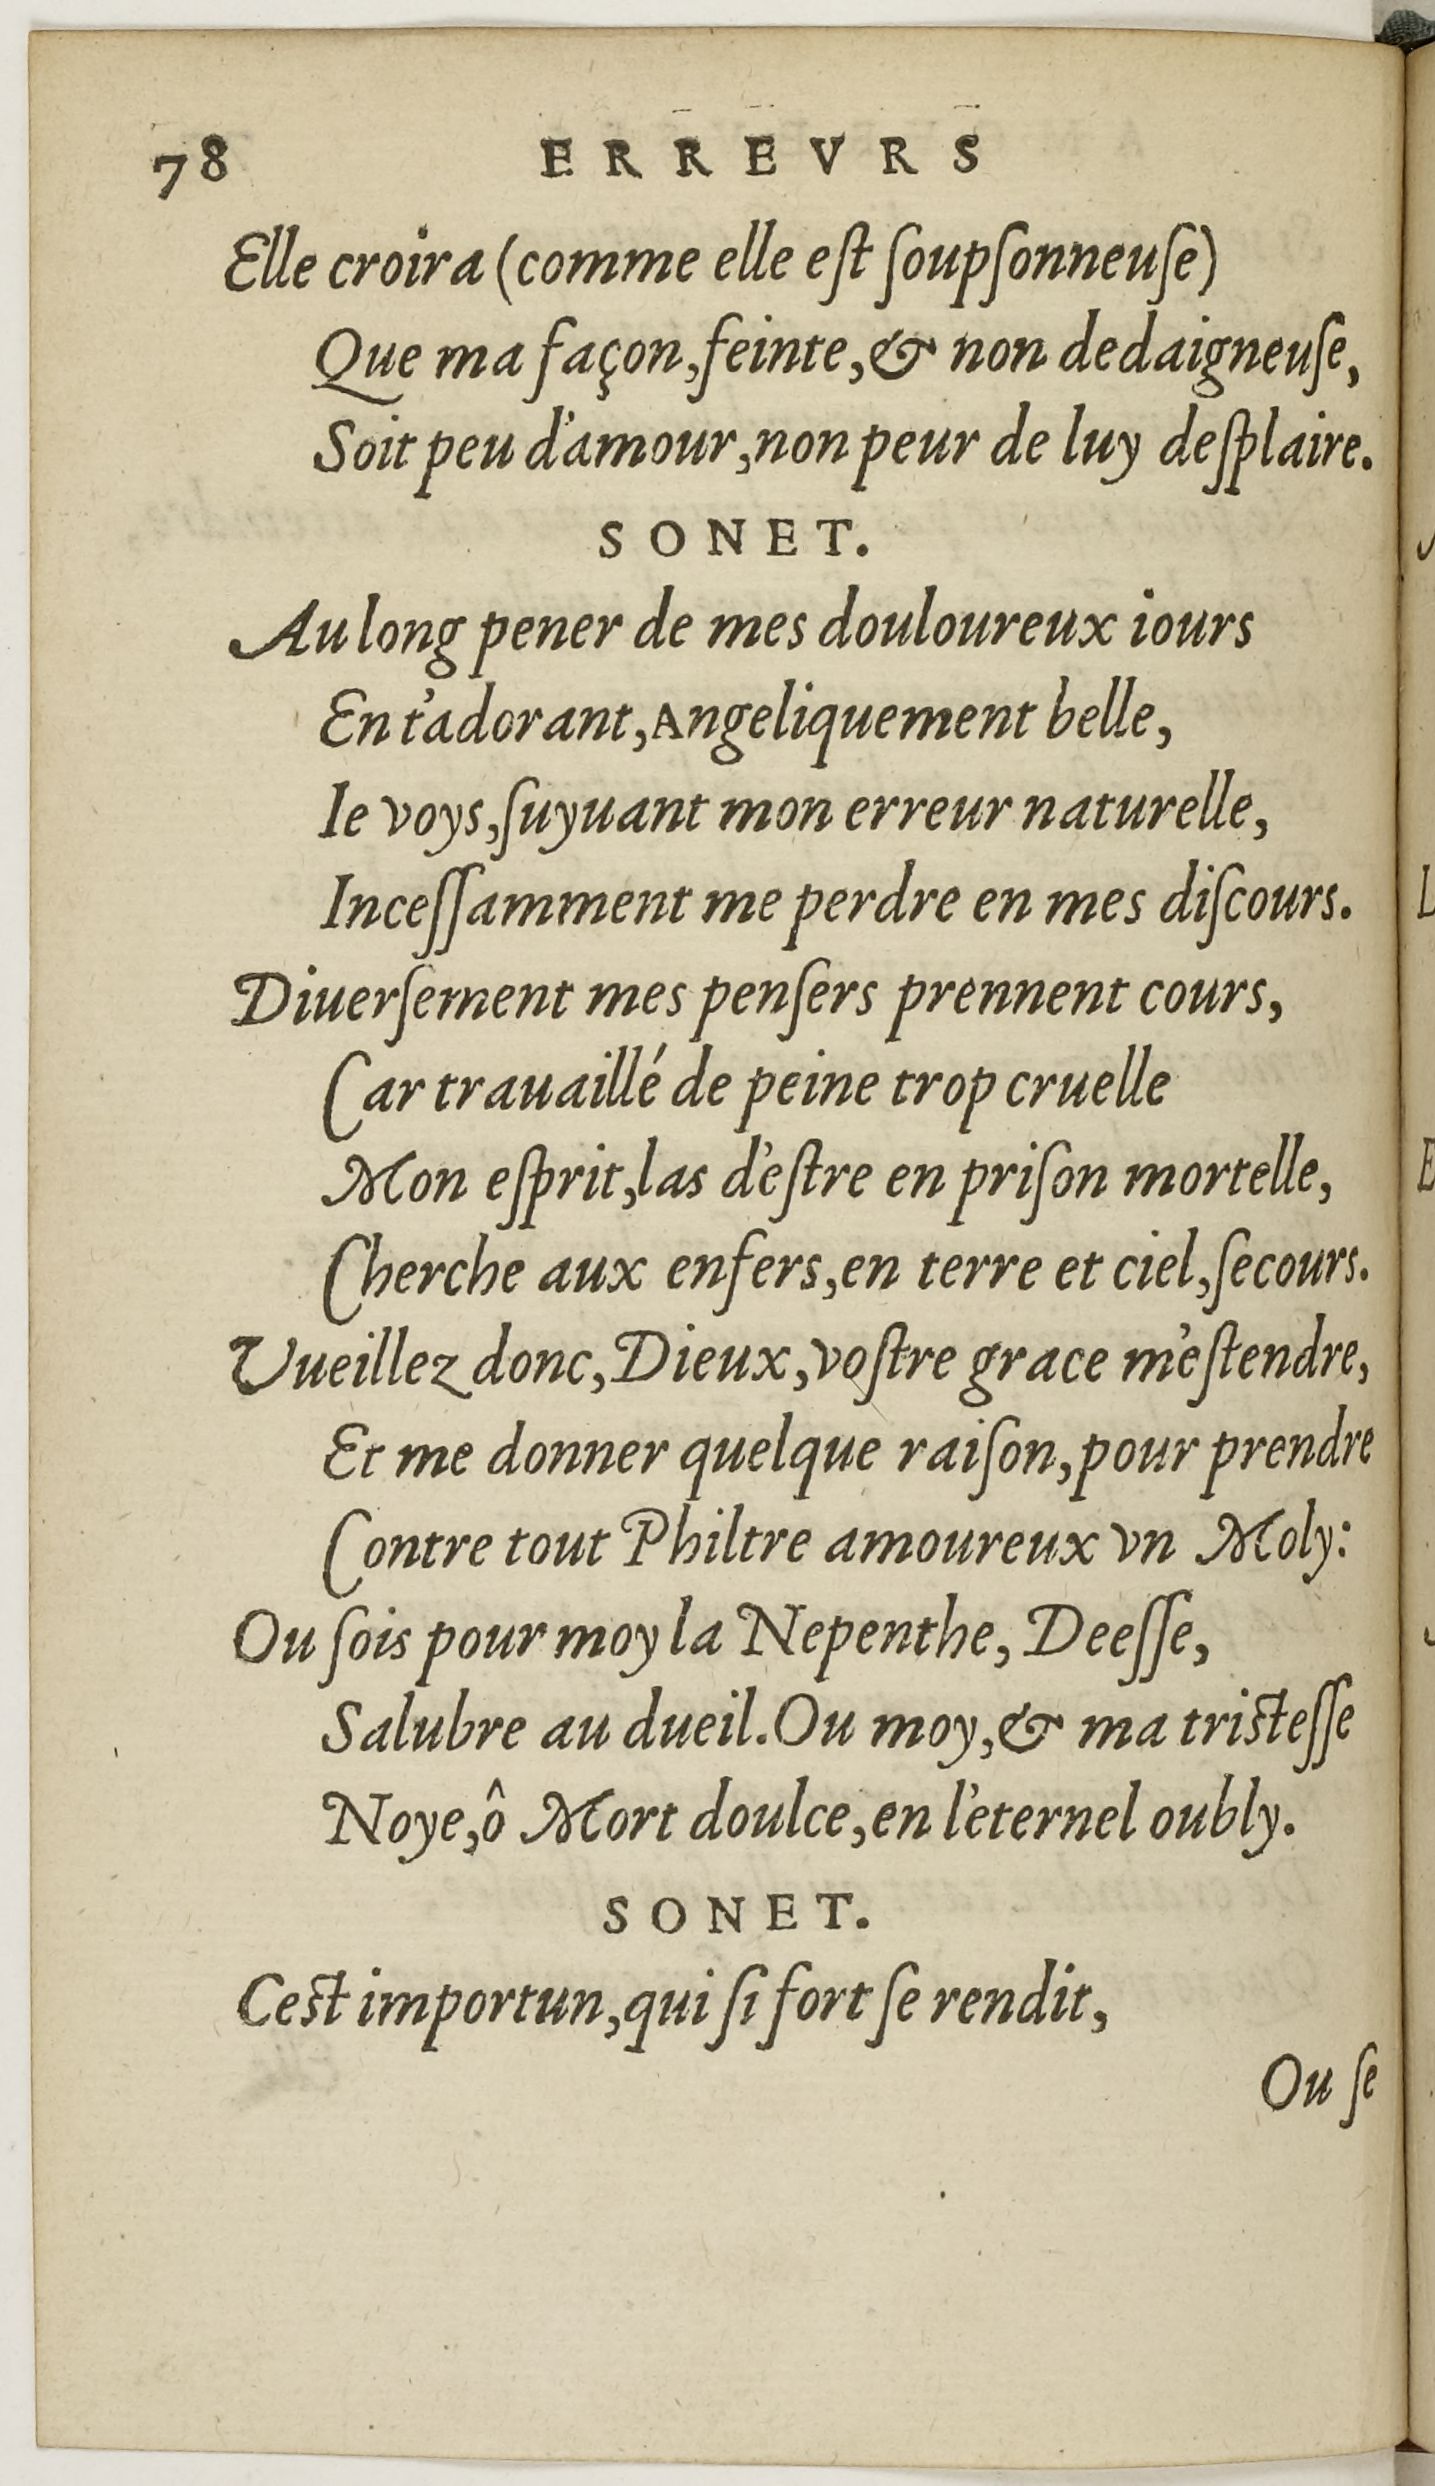 78 ERREVRS
Elle croira (comme elle eſt ſoupſonneuſe)
Que ma façon, feinte, & non dedaigneuſe,
Soit peu d'amour, non peur de luy deſplaire.
SONET.
Au long pener de mes douloureux iours
En t'adorant, Angeliquement belle,
Ie voys, ſuyuant mon erreur naturelle,
Inceſſamment me perdre en mes diſcours.
Diuerſement mes penſers prennent cours,
Car trauaillé de peine trop cruelle
Mon eſprit, las d'eſtre en priſon mortelle,
Cherche aux enfers, en terre et ciel, ſecours.
Vueillez donc, Dieux, voſtre grace m'eſtendre,
Et me donner quelque raiſon, pour prendre
Contre tout Philtre amoureux vn Moly:
Ou ſois pour moy la Nepenthe, Deeſſe,
Salubre au dueil. Ou moy, & ma triſteſſe
Noye, ô Mort doulce, en l'eternel oubly.
SONET.
Ceſt importun, qui ſi fort ſe rendit,
Ou ſe